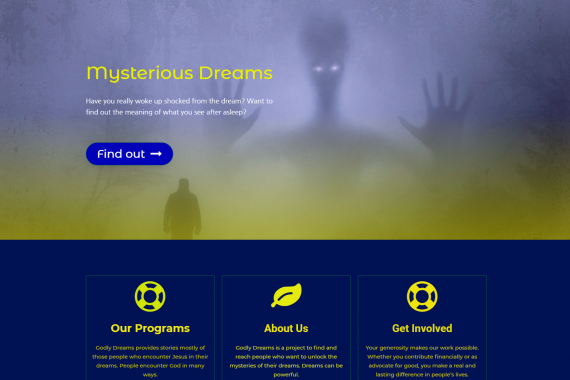 Mysterious Dreams
Have you really woke up shocked from the dream? Want to
find out the meaning of what you see after asleep?
Find out
Our Programs
Godly Dreams provides stories mostly of
those people who encounter Jesus in their
dreams. People encounter God in many
ways.
About Us
Godly Dreams is a project to find and
reach people who want to unlock the
mysteries of their dreams. Dreams can be
powerful.
Get Involved
Your generosity makes our work possible.
Whether you contribute financially or as
advocate for good, you make a real and
lasting difference in people's lives.